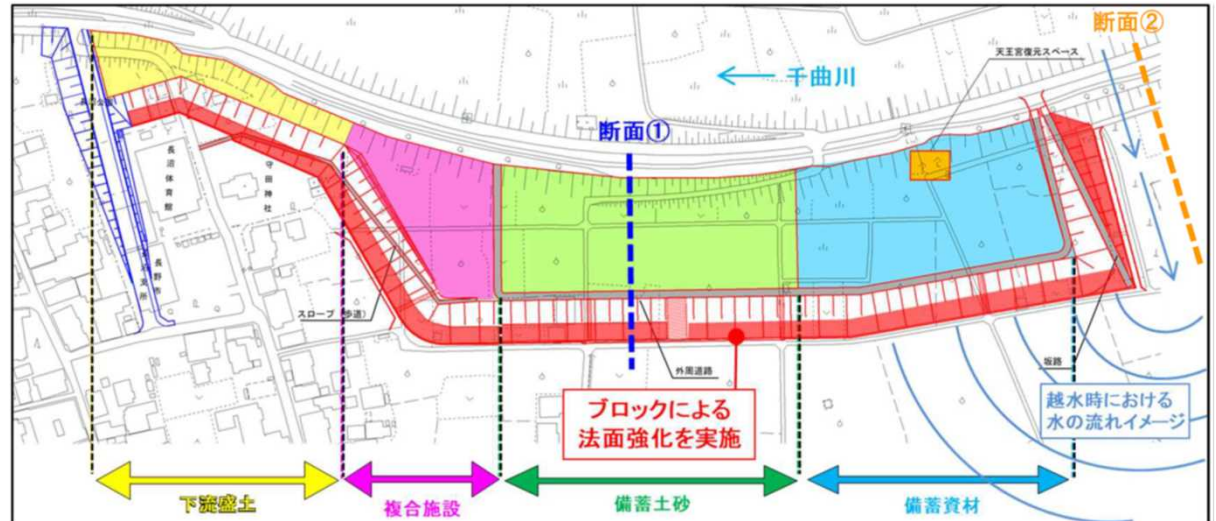 断面②
天王宮復元スペース
← 千曲川
断面①
長沼体育館
守田神社
長野市
支所
スロープ（歩道）
外周道路
坂路
ブロックによる
法面強化を実施
越水時における
水の流れイメージ
下流盛土
複合施設
備蓄土砂
備蓄資材